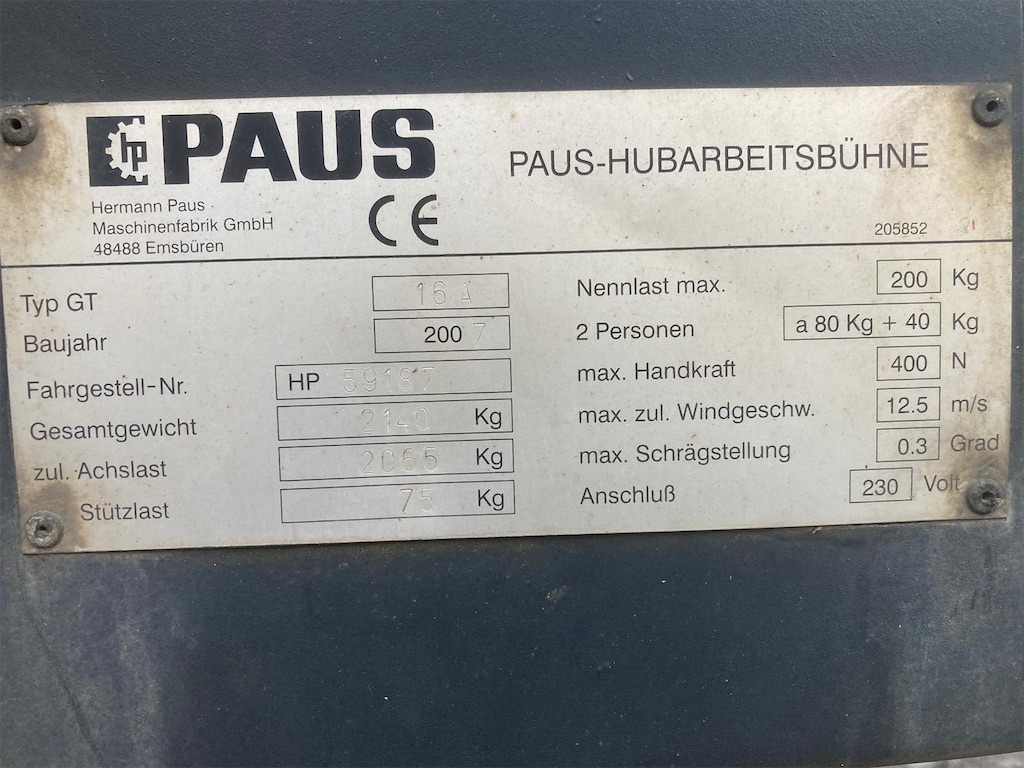 hp PAUS
PAUS-HUBARBEITSBÜHNE
Hermann Paus
Maschinenfabrik GmbH
48488 Emsbüren
CE
205852
Typ GT 16 A
Baujahr 2007
Fahrgestell-Nr. HP 59187
Gesamtgewicht 2140 Kg
zul. Achslast 2065 Kg
Stützlast 75 Kg
Nennlast max. 200 Kg
2 Personen a 80 Kg + 40 Kg
max. Handkraft 400 N
max. zul. Windgeschw. 12.5 m/s
max. Schrägstellung 0.3 Grad
Anschluß 230 Volt